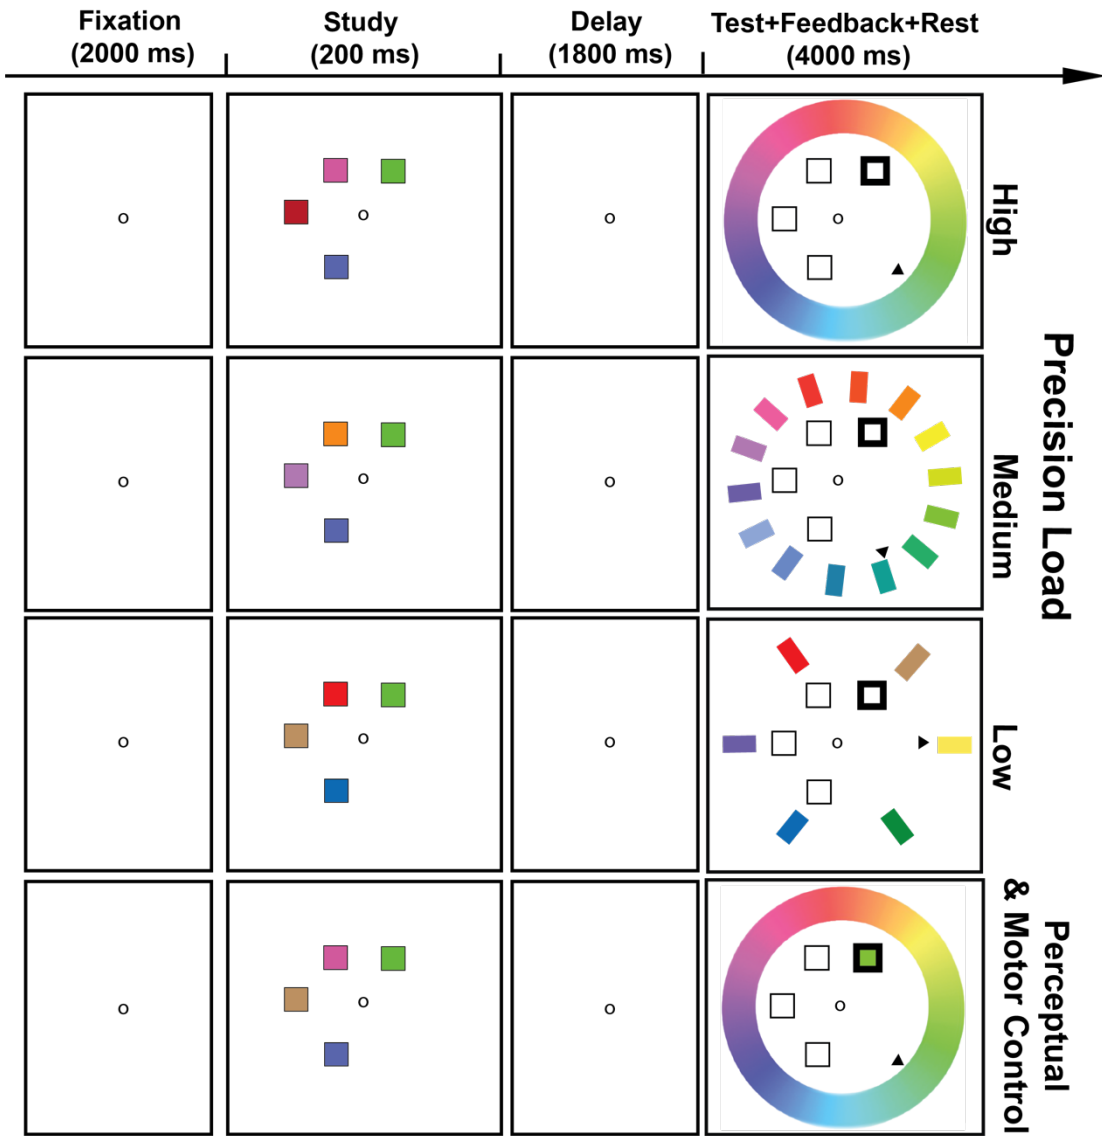 Fixation
(2000 ms)
Study
(200 ms)
Delay
(1800 ms)
Test+Feedback+Rest
(4000 ms)
High
Medium
Low
Precision Load
Perceptual
& Motor Control